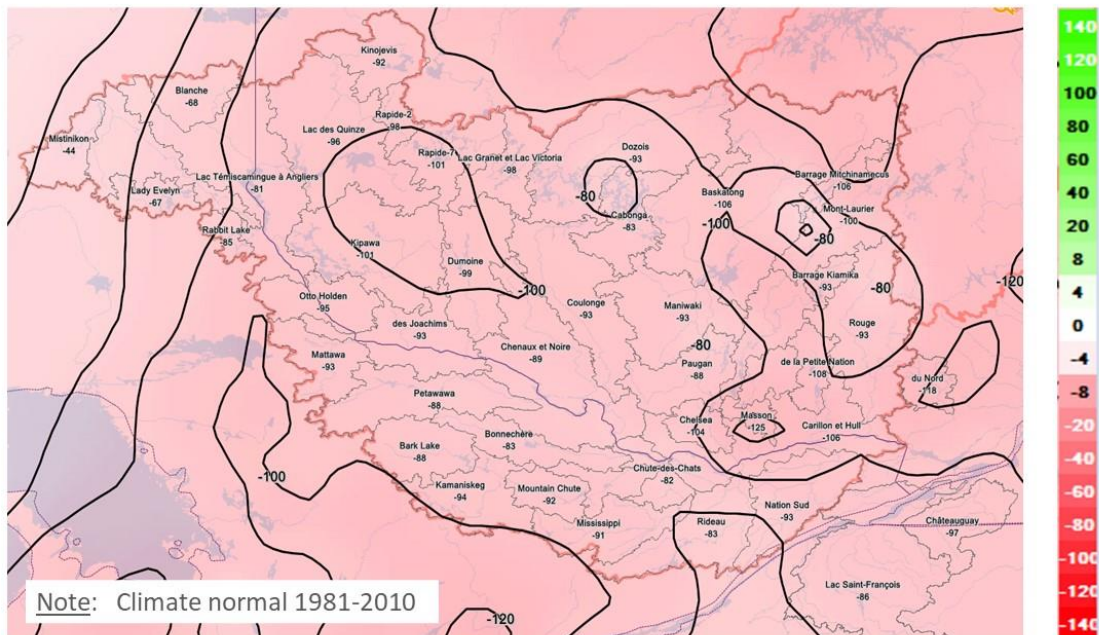 Kinojevis
-92
Blanche
-68
Rapide-2
-98
Lac des Quinze
-96
Mistinikon
-44
Rapide-7
-101
Lac Granet et Lac Victoria
-98
Dozois
-93
Lac Témiscamingue à Angliers
-81
Lady Evelyn
-67
Barrage Mitchinamecus
-106
Baskatong
-106
-80
Cabonga
-83
Mont-Laurier
-100
-100
Rabbit Lake
-85
Kipawa
-101
-80
Dumoine
-99
Barrage Kiamika
-93
-120
-100
-80
Otto Holden
-95
Coulonge
-93
Maniwaki
-93
des Joachims
-93
Rouge
-93
Chenaux et Noire
-89
-80
Mattawa
-93
Paugan
-88
de la Petite Nation
-108
du Nord
-118
Petawawa
-88
Chelsea
-104
Masson
-125
Carillon et Hull
-106
Bonnechère
-83
Bark Lake
-88
Chute-des-Chats
-82
-100
Kamaniskeg
-94
Mountain Chute
-92
Nation Sud
-93
Mississippi
-91
Rideau
-83
Châteauguay
-97
Lac Saint-François
-86
Note: Climate normal 1981-2010
-120
140
120
100
80
60
40
20
8
4
0
-4
-8
-20
-40
-60
-80
-100
-120
-140